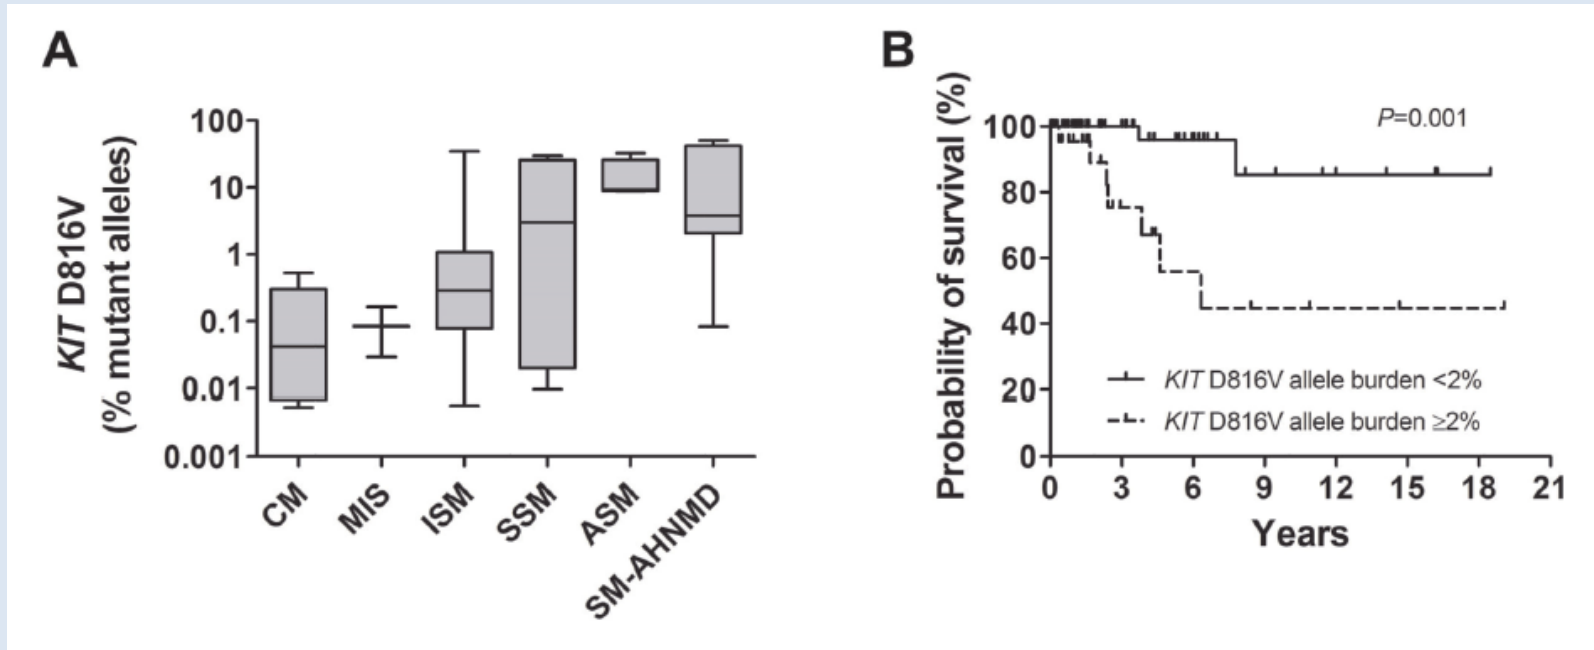 A
KIT D816V
(% mutant alleles)
100
10
1
0.1
0.01
0.001
CM
MIS
ISM
SSM
ASM
SM-AHNMD
B
Probability of survival (%)
100
80
60
40
20
0
P=0.001
KIT D816V allele burden <2%
KIT D816V allele burden ≥2%
0 3 6 9 12 15 18 21
Years